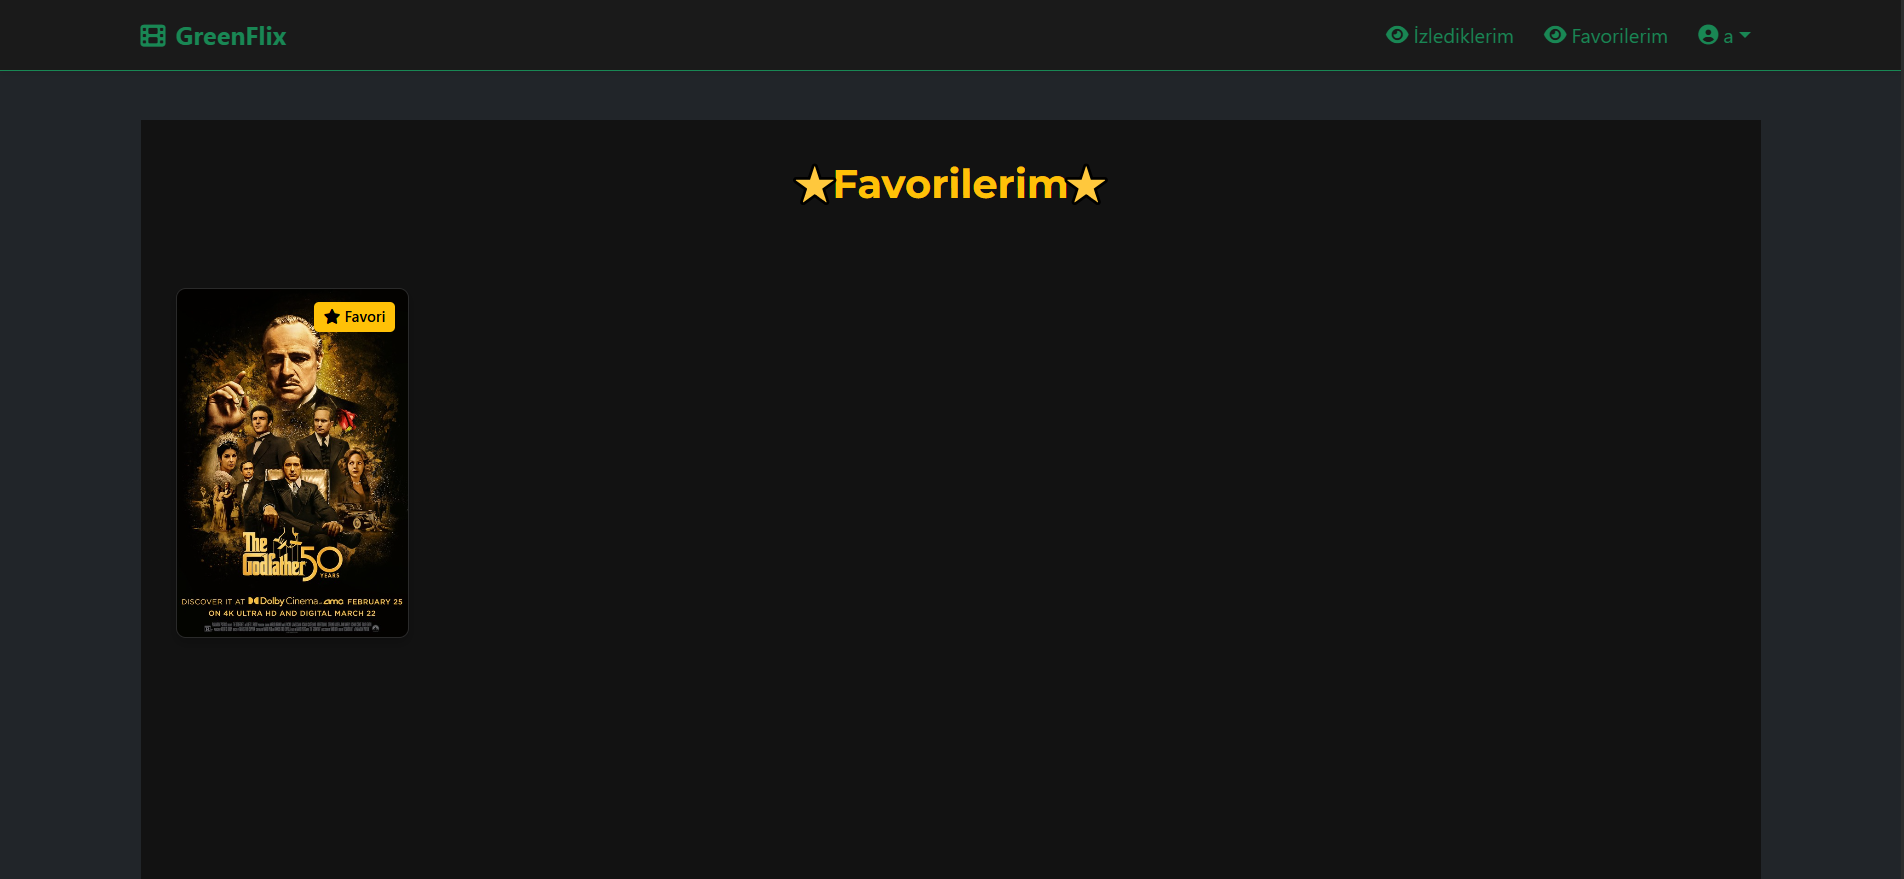 GreenFlix
İzlediklerim
Favorilerim
a
Favorilerim
Favori
The
Godfather 50
YEARS
DISCOVER IT AT Dolby Cinema AT amc FEBRUARY 25
ON 4K ULTRA HD AND DIGITAL MARCH 22